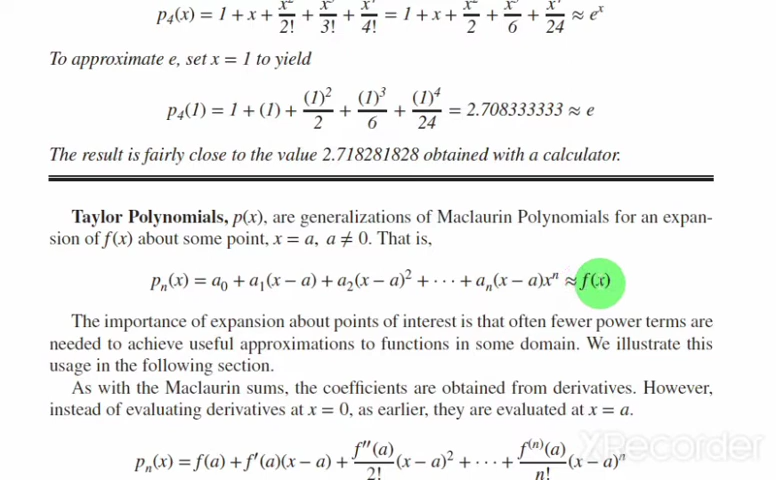 p₄(x) = 1 + x + x²/2! + x³/3! + x⁴/4! = 1 + x + x²/2 + x³/6 + x⁴/24 ≈ eˣ
To approximate e, set x = 1 to yield
p₄(1) = 1 + (1) + (1)²/2 + (1)³/6 + (1)⁴/24 = 2.708333333 ≈ e
The result is fairly close to the value 2.718281828 obtained with a calculator.
Taylor Polynomials, p(x), are generalizations of Maclaurin Polynomials for an expan-
sion of f(x) about some point, x = a, a ≠ 0. That is,
pₙ(x) = a₀ + a₁(x − a) + a₂(x − a)² + · · · + aₙ(x − a)xⁿ ≈ f(x)
The importance of expansion about points of interest is that often fewer power terms are
needed to achieve useful approximations to functions in some domain. We illustrate this
usage in the following section.
As with the Maclaurin sums, the coefficients are obtained from derivatives. However,
instead of evaluating derivatives at x = 0, as earlier, they are evaluated at x = a.
pₙ(x) = f(a) + f′(a)(x − a) + f″(a)/2! (x − a)² + · · · + f⁽ⁿ⁾(a)/n! (x − a)ⁿ
XRecorder